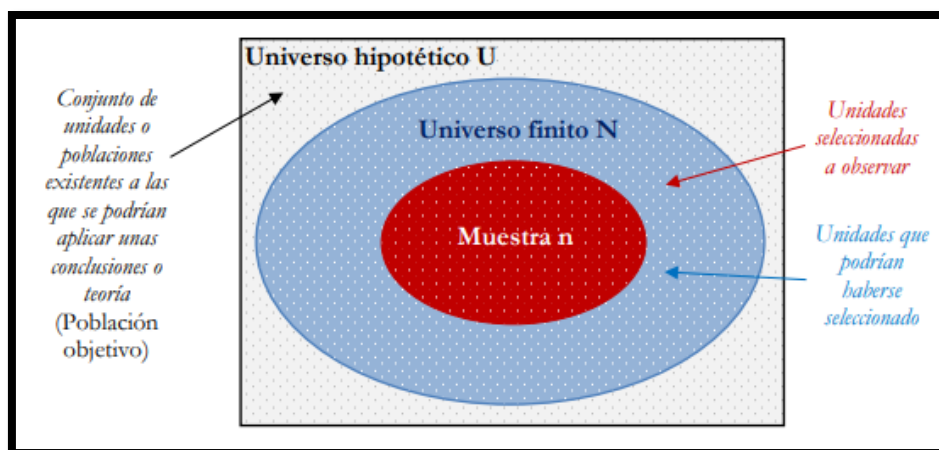 Universo hipotético U
Conjunto de
unidades o
poblaciones
existentes a las
que se podrían
aplicar unas
conclusiones o
teoría
(Población
objetivo)
Universo finito N
Muestra n
Unidades
seleccionadas
a observar
Unidades que
podrían
haberse
seleccionado